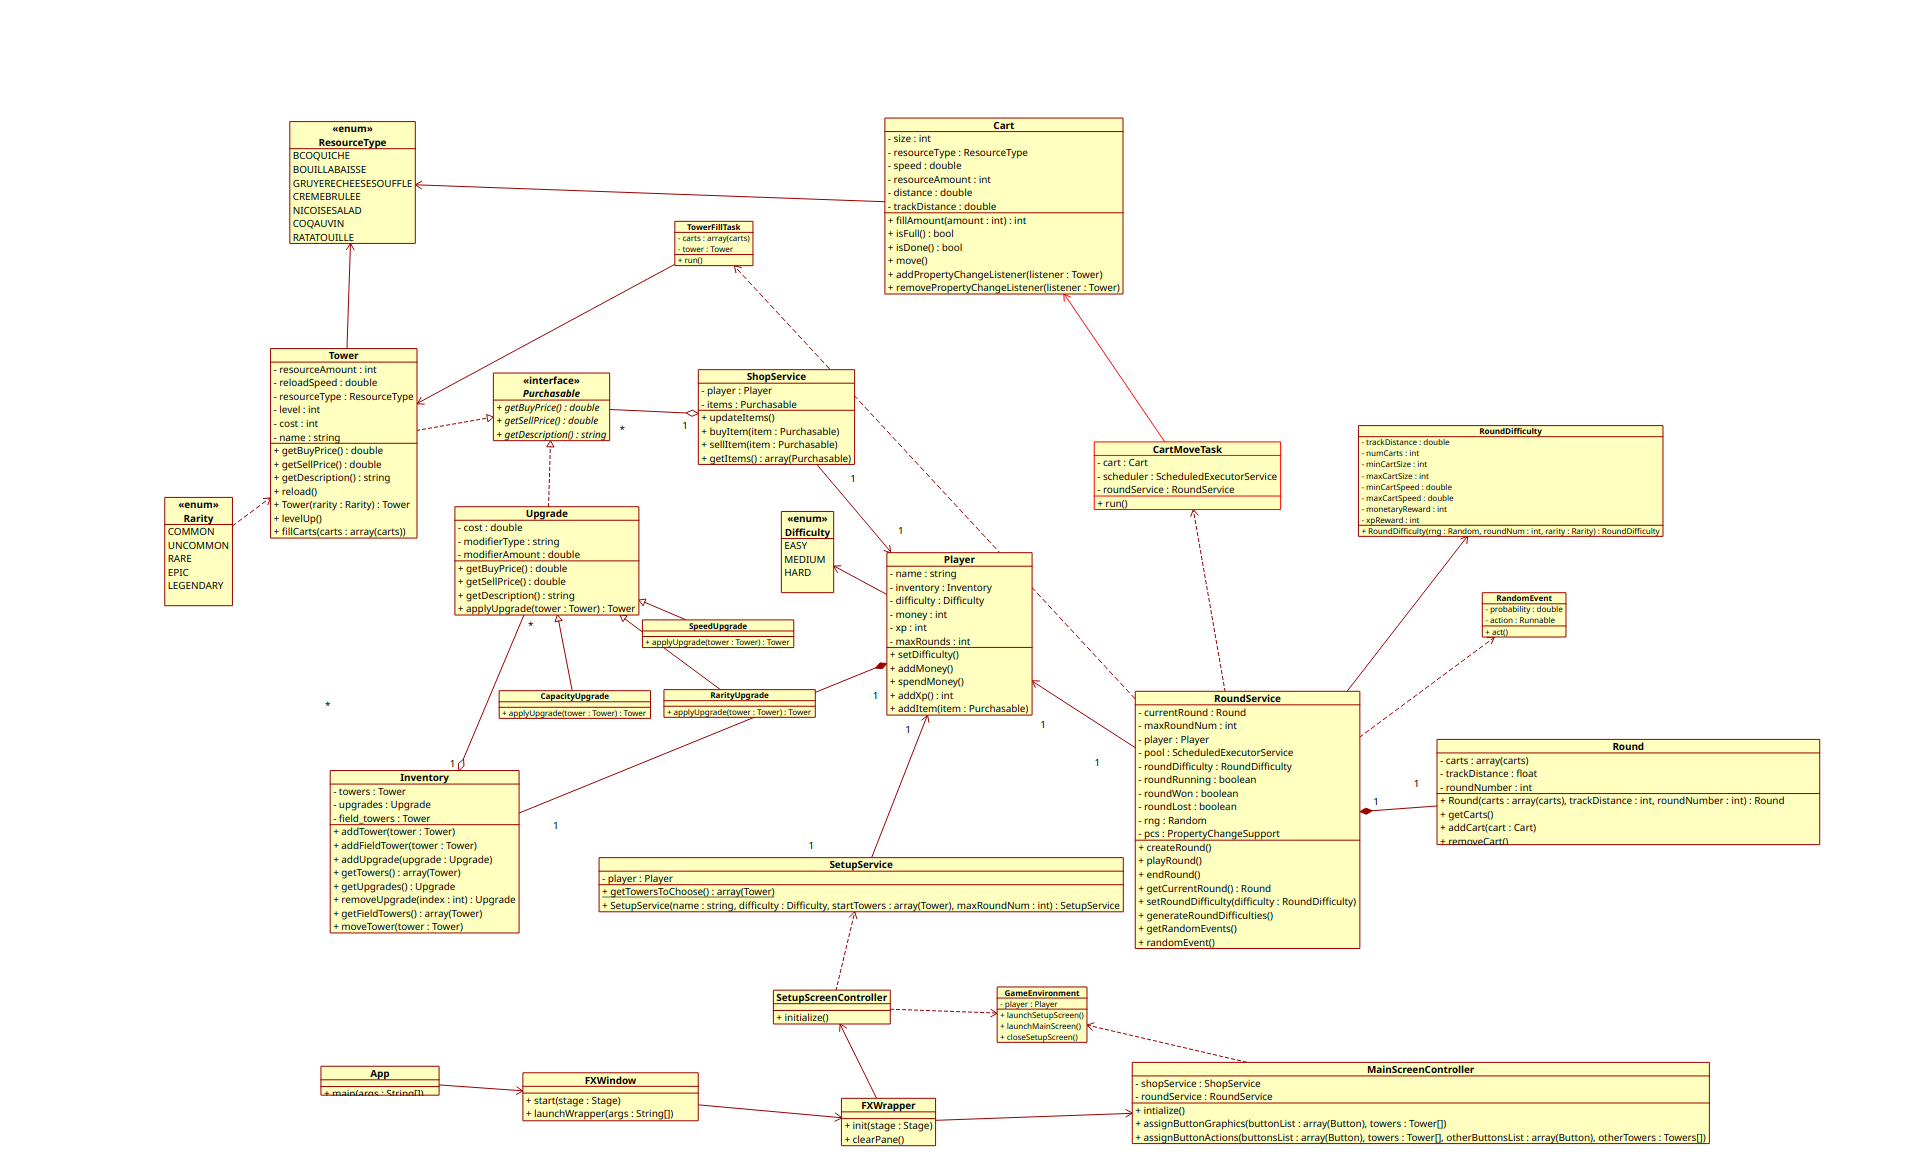 «enum»
ResourceType
BCOQUICHE
BOUILLABAISSE
GRUYERECHEESESOUFFLE
CREMEBRULEE
NICOISESALAD
COQAUVIN
RATATOUILLE
Cart
- size : int
- resourceType : ResourceType
- speed : double
- resourceAmount : int
- distance : double
- trackDistance : double
+ fillAmount(amount : int) : int
+ isFull() : bool
+ isDone() : bool
+ move()
+ addPropertyChangeListener(listener : Tower)
+ removePropertyChangeListener(listener : Tower)
TowerFillTask
- carts : array(carts)
- tower : Tower
+ run()
Tower
- resourceAmount : int
- reloadSpeed : double
- resourceType : ResourceType
- level : int
- cost : int
- name : string
+ getBuyPrice() : double
+ getSellPrice() : double
+ getDescription() : string
+ reload()
+ Tower(rarity : Rarity) : Tower
+ levelUp()
+ fillCarts(carts : array(carts))
«interface»
Purchasable
+ getBuyPrice() : double
+ getSellPrice() : double
+ getDescription() : string
*
1
ShopService
- player : Player
- items : Purchasable
+ updateItems()
+ buyItem(item : Purchasable)
+ sellItem(item : Purchasable)
+ getItems() : array(Purchasable)
1
1
CartMoveTask
- cart : Cart
- scheduler : ScheduledExecutorService
- roundService : RoundService
+ run()
RoundDifficulty
- trackDistance : double
- numCarts : int
- minCartSize : int
- maxCartSize : int
- minCartSpeed : double
- maxCartSpeed : double
- monetaryReward : int
- xpReward : int
+ RoundDifficulty(rng : Random, roundNum : int, rarity : Rarity) : RoundDifficulty
«enum»
Rarity
COMMON
UNCOMMON
RARE
EPIC
LEGENDARY
Upgrade
- cost : double
- modifierType : string
- modifierAmount : double
+ getBuyPrice() : double
+ getSellPrice() : double
+ getDescription() : string
+ applyUpgrade(tower : Tower) : Tower
*
«enum»
Difficulty
EASY
MEDIUM
HARD
Player
- name : string
- inventory : Inventory
- difficulty : Difficulty
- money : int
- xp : int
- maxRounds : int
+ setDifficulty()
+ addMoney()
+ spendMoney()
+ addXp() : int
+ addItem(item : Purchasable)
RandomEvent
- probability : double
- action : Runnable
+ act()
SpeedUpgrade
+ applyUpgrade(tower : Tower) : Tower
CapacityUpgrade
+ applyUpgrade(tower : Tower) : Tower
RarityUpgrade
+ applyUpgrade(tower : Tower) : Tower
*
1
1
1
1
1
RoundService
- currentRound : Round
- maxRoundNum : int
- player : Player
- pool : ScheduledExecutorService
- roundDifficulty : RoundDifficulty
- roundRunning : boolean
- roundWon : boolean
- roundLost : boolean
- rng : Random
- pcs : PropertyChangeSupport
+ createRound()
+ playRound()
+ endRound()
+ getCurrentRound() : Round
+ setRoundDifficulty(difficulty : RoundDifficulty)
+ generateRoundDifficulties()
+ getRandomEvents()
+ randomEvent()
1
1
Round
- carts : array(carts)
- trackDistance : float
- roundNumber : int
+ Round(carts : array(carts), trackDistance : int, roundNumber : int) : Round
+ getCarts()
+ addCart(cart : Cart)
+ removeCart()
Inventory
- towers : Tower
- upgrades : Upgrade
- field_towers : Tower
+ addTower(tower : Tower)
+ addFieldTower(tower : Tower)
+ addUpgrade(upgrade : Upgrade)
+ getTowers() : array(Tower)
+ getUpgrades() : Upgrade
+ removeUpgrade(index : int) : Upgrade
+ getFieldTowers() : array(Tower)
+ moveTower(tower : Tower)
1
1
SetupService
- player : Player
+ getTowersToChoose() : array(Tower)
+ SetupService(name : string, difficulty : Difficulty, startTowers : array(Tower), maxRoundNum : int) : SetupService
SetupScreenController
+ initialize()
GameEnvironment
- player : Player
+ launchSetupScreen()
+ launchMainScreen()
+ closeSetupScreen()
App
+ main(args : String[])
FXWindow
+ start(stage : Stage)
+ launchWrapper(args : String[])
FXWrapper
+ init(stage : Stage)
+ clearPane()
MainScreenController
- shopService : ShopService
- roundService : RoundService
+ intialize()
+ assignButtonGraphics(buttonList : array(Button), towers : Tower[])
+ assignButtonActions(buttonsList : array(Button), towers : Tower[], otherButtonsList : array(Button), otherTowers : Towers[])